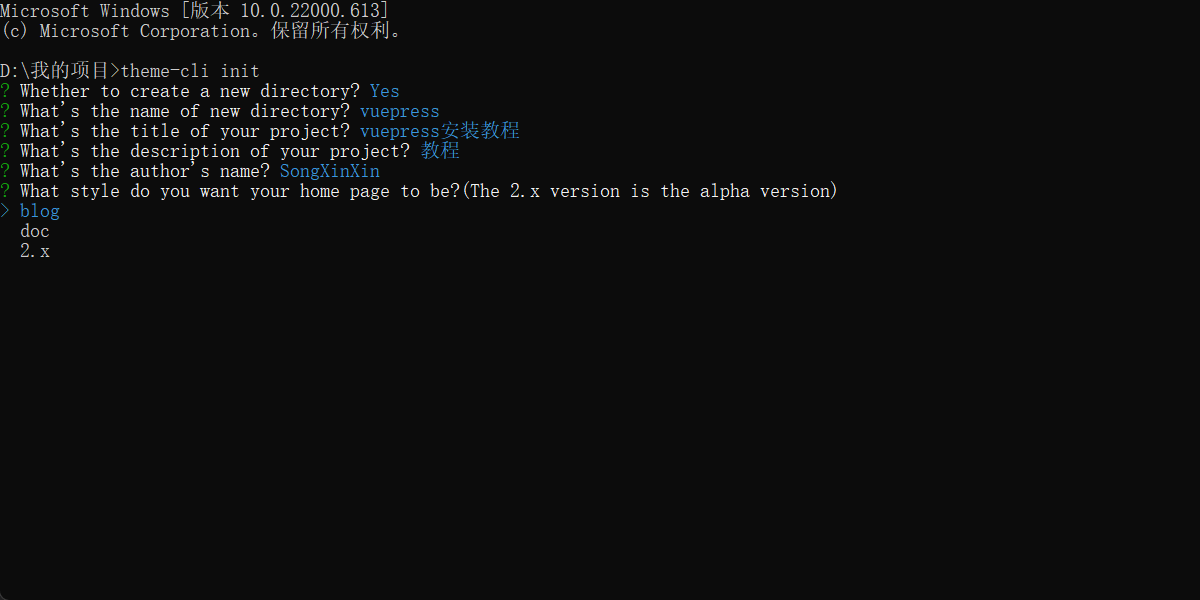 Microsoft Windows [版本 10.0.22000.613]
(c) Microsoft Corporation。保留所有权利。
D:\我的项目>theme-cli init
? Whether to create a new directory? Yes
? What's the name of new directory? vuepress
? What's the title of your project? vuepress安装教程
? What's the description of your project? 教程
? What's the author's name? SongXinXin
? What style do you want your home page to be?(The 2.x version is the alpha version)
> blog
doc
2.x